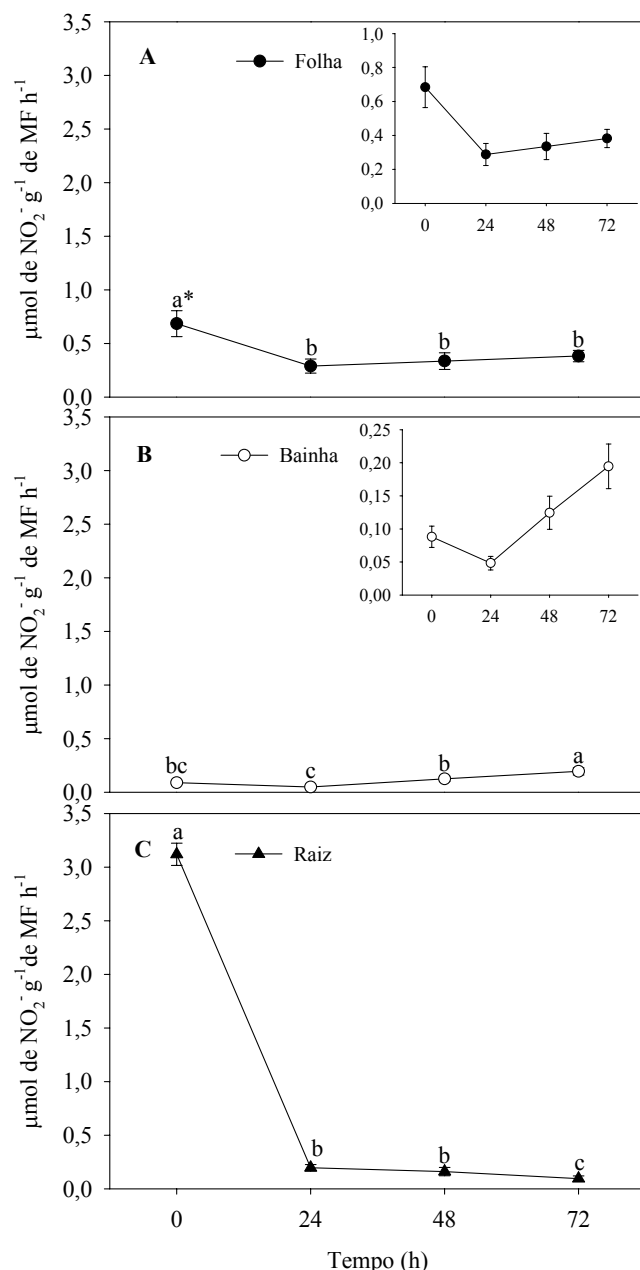 A
Folha
µmol de NO₂⁻ g⁻¹ de MF h⁻¹
3,5
3,0
2,5
2,0
1,5
1,0
0,5
0,0
1,0
0,8
0,6
0,4
0,2
0,0
0 24 48 72
a* b b b
B
Bainha
µmol de NO₂⁻ g⁻¹ de MF h⁻¹
3,5
3,0
2,5
2,0
1,5
1,0
0,5
0,0
0,25
0,20
0,15
0,10
0,05
0,00
0 24 48 72
bc c b a
C
Raiz
µmol de NO₂⁻ g⁻¹ de MF h⁻¹
3,5
3,0
2,5
2,0
1,5
1,0
0,5
0,0
a b b c
0 24 48 72
Tempo (h)